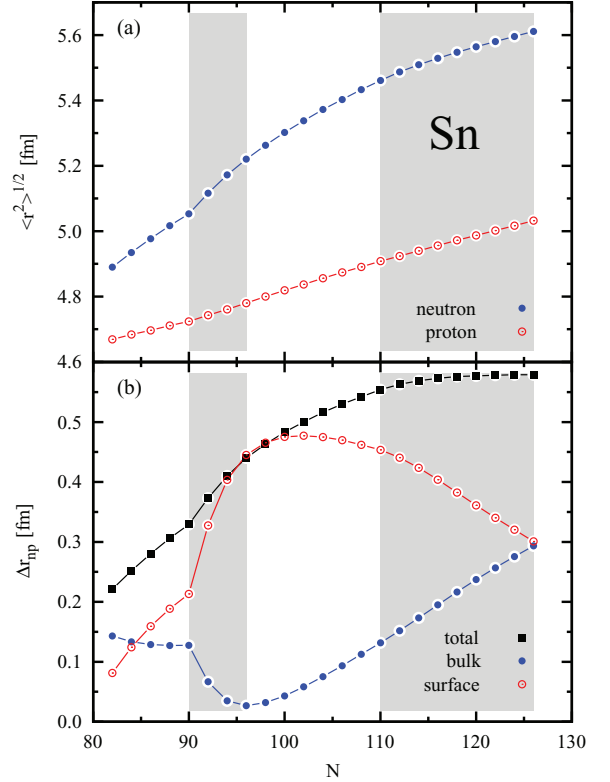 (a)
5.6
5.4
5.2
5.0
4.8
4.6
<r²>^1/2 [fm]
Sn
neutron
proton
(b)
0.5
0.4
0.3
0.2
0.1
0.0
Δr_np [fm]
total
bulk
surface
80 90 100 110 120 130
N